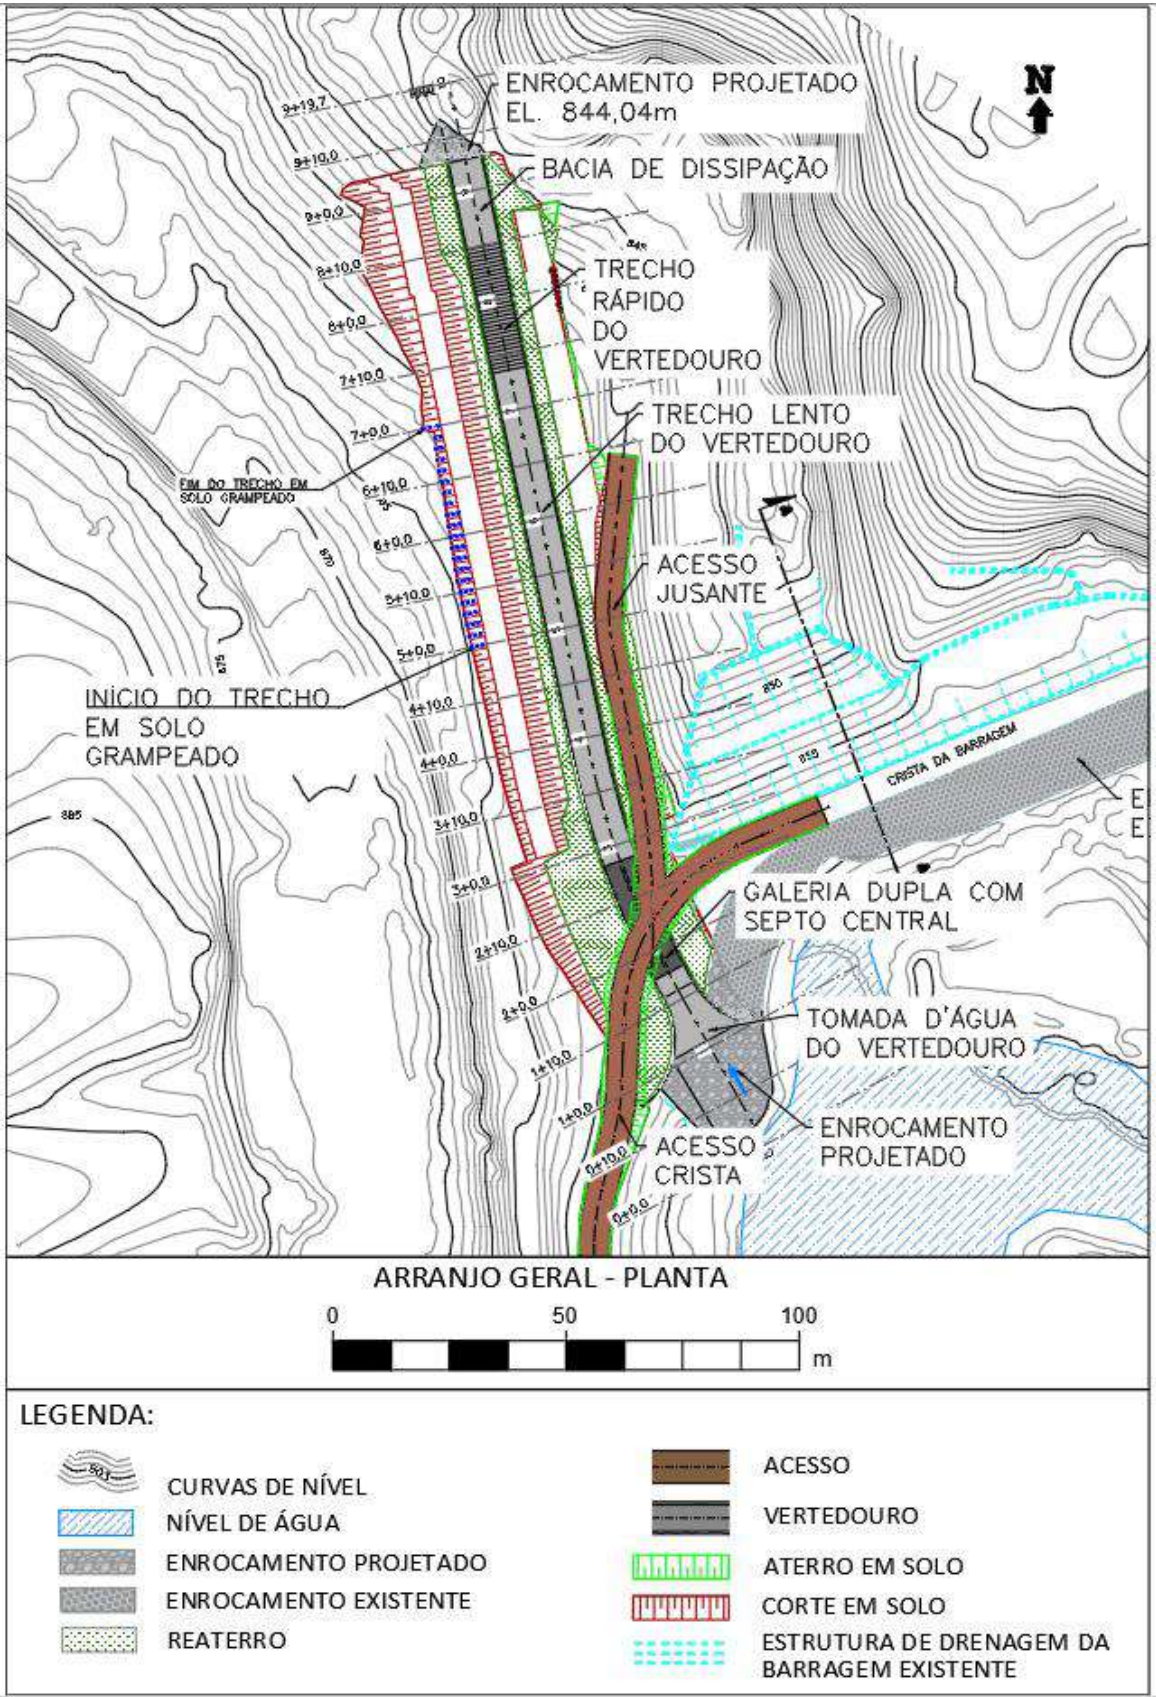 N
ENROCAMENTO PROJETADO
EL. 844,04m
BACIA DE DISSIPAÇÃO
TRECHO
RÁPIDO
DO
VERTEDOURO
TRECHO LENTO
DO VERTEDOURO
9+19,7
9+10,0
9+0,0
8+10,0
8+0,0
7+10,0
7+0,0
FIM DO TRECHO EM
SOLO GRAMPEADO
6+10,0
6+0,0
5+10,0
5+0,0
870
875
ACESSO
JUSANTE
INÍCIO DO TRECHO
EM SOLO
GRAMPEADO
4+10,0
4+0,0
3+10,0
3+0,0
2+10,0
2+0,0
1+10,0
1+0,0
0+10,0
0+0,0
885
850
855
CRISTA DA BARRAGEM
E
E
GALERIA DUPLA COM
SEPTO CENTRAL
TOMADA D'ÁGUA
DO VERTEDOURO
ENROCAMENTO
PROJETADO
ACESSO
CRISTA
ARRANJO GERAL - PLANTA
0 50 100
m
LEGENDA:
CURVAS DE NÍVEL
NÍVEL DE ÁGUA
ENROCAMENTO PROJETADO
ENROCAMENTO EXISTENTE
REATERRO
ACESSO
VERTEDOURO
ATERRO EM SOLO
CORTE EM SOLO
ESTRUTURA DE DRENAGEM DA
BARRAGEM EXISTENTE